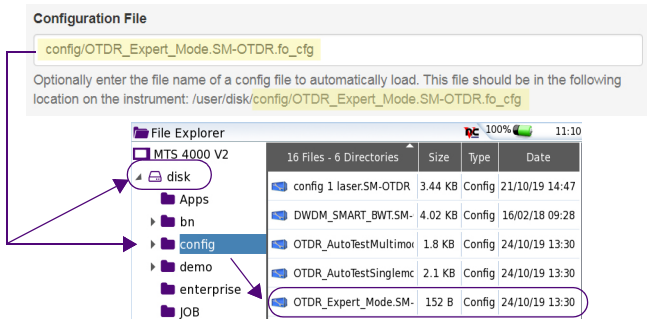 Configuration File
config/OTDR_Expert_Mode.SM-OTDR.fo_cfg
Optionally enter the file name of a config file to automatically load. This file should be in the following
location on the instrument: /user/disk/config/OTDR_Expert_Mode.SM-OTDR.fo_cfg
File Explorer 100% 11:10
MTS 4000 V2 16 Files - 6 Directories Size Type Date
disk config 1 laser.SM-OTDR 3.44 KB Config 21/10/19 14:47
Apps
bn DWDM_SMART_BWT.SM- 4.02 KB Config 16/02/18 09:28
config OTDR_AutoTestMultimo 1.8 KB Config 24/10/19 13:30
demo OTDR_AutoTestSinglemo 2.1 KB Config 24/10/19 13:30
enterprise
JOB OTDR_Expert_Mode.SM- 152 B Config 24/10/19 13:30